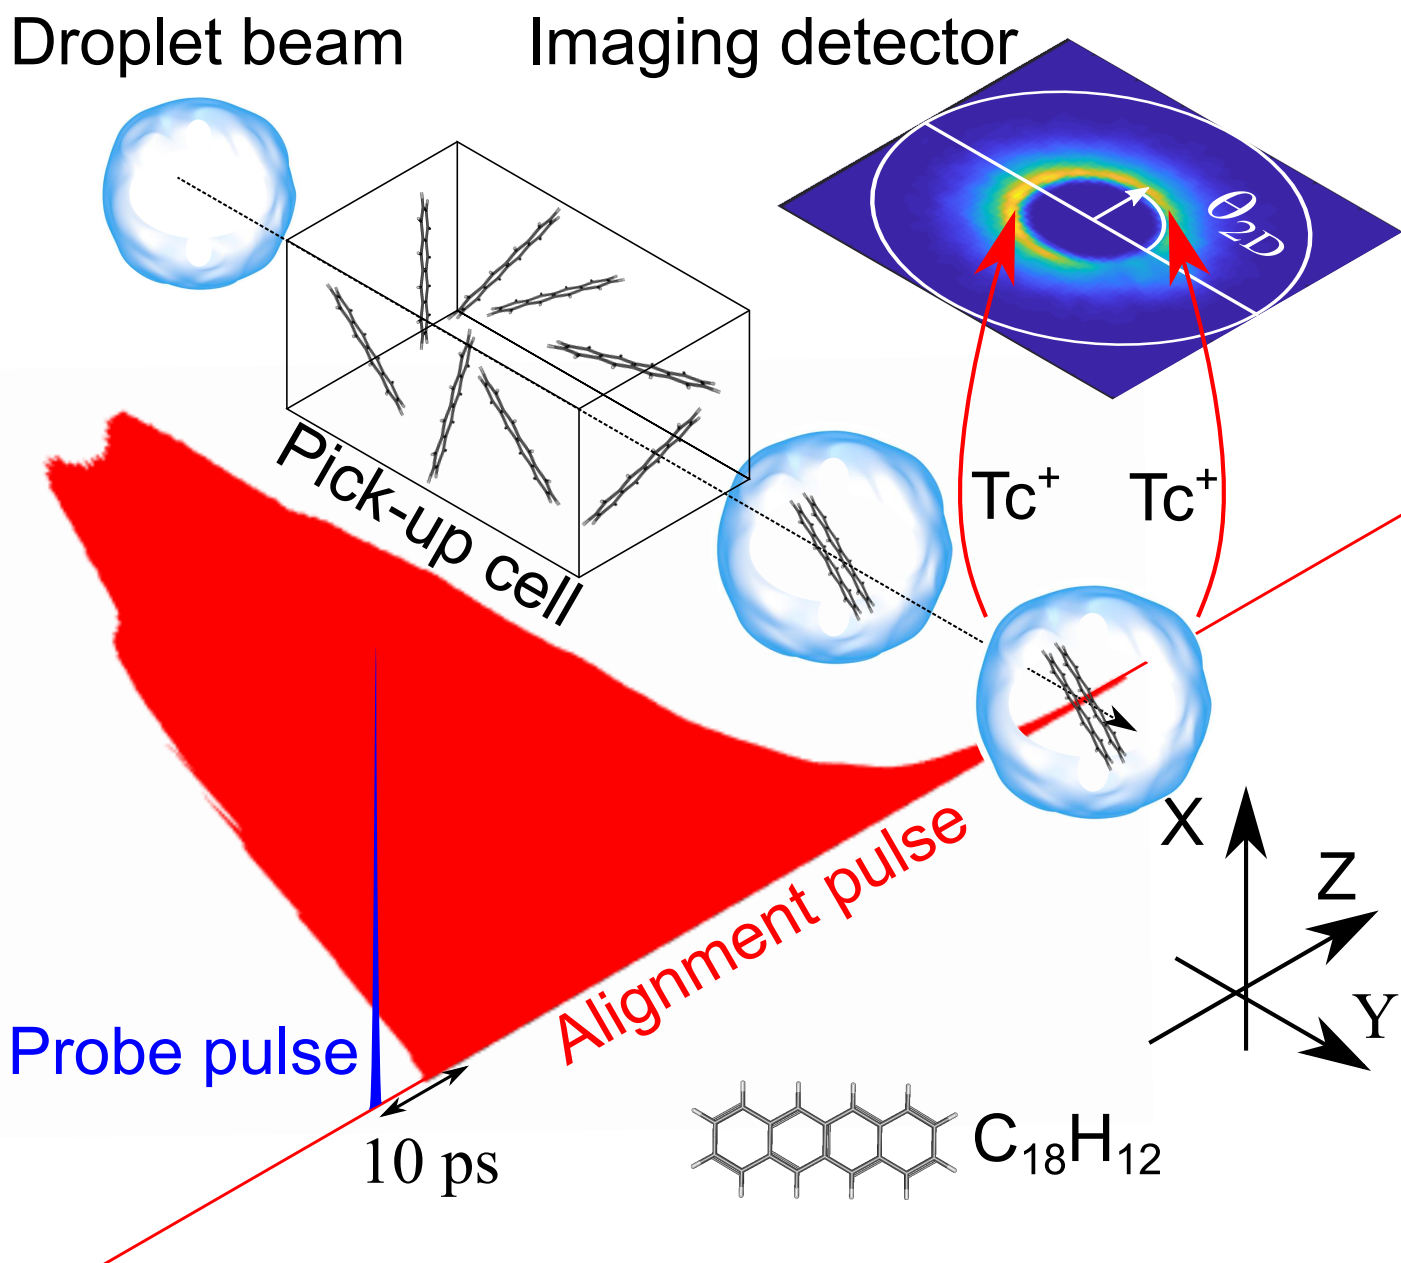 Droplet beam
Imaging detector
θ2D
Pick-up cell
Tc+
Tc+
X
Z
Y
Alignment pulse
Probe pulse
10 ps
C18H12